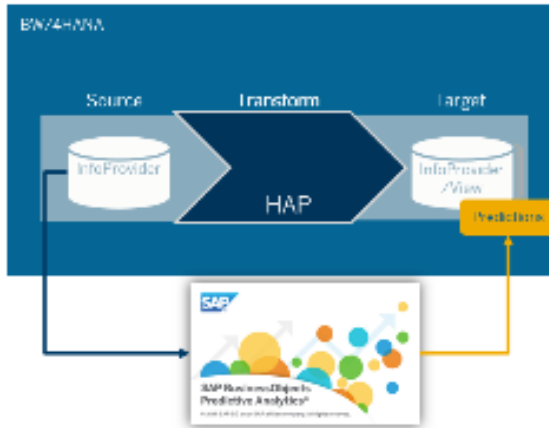 BW/4HANA
Source
Transform
Target
InfoProvider
InfoProvider
/View
HAP
Predictions
SAP
SAP BusinessObjects
Predictive Analytics